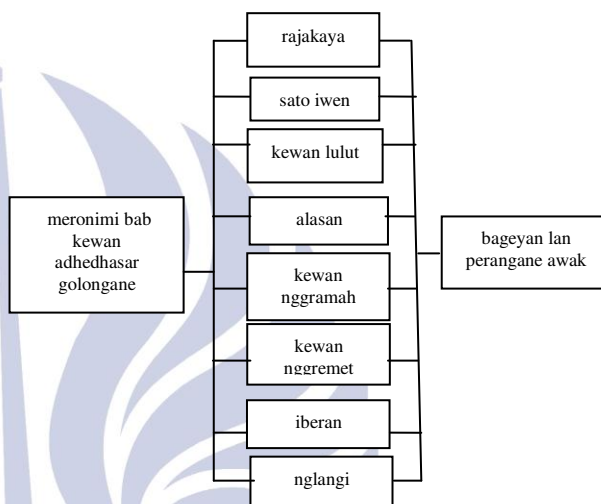 meronimi bab
kewan
adhedhasar
golongane
rajakaya
sato iwen
kewan lulut
alasan
kewan
nggramah
kewan
nggremet
iberan
nglangi
bageyan lan
perangane awak